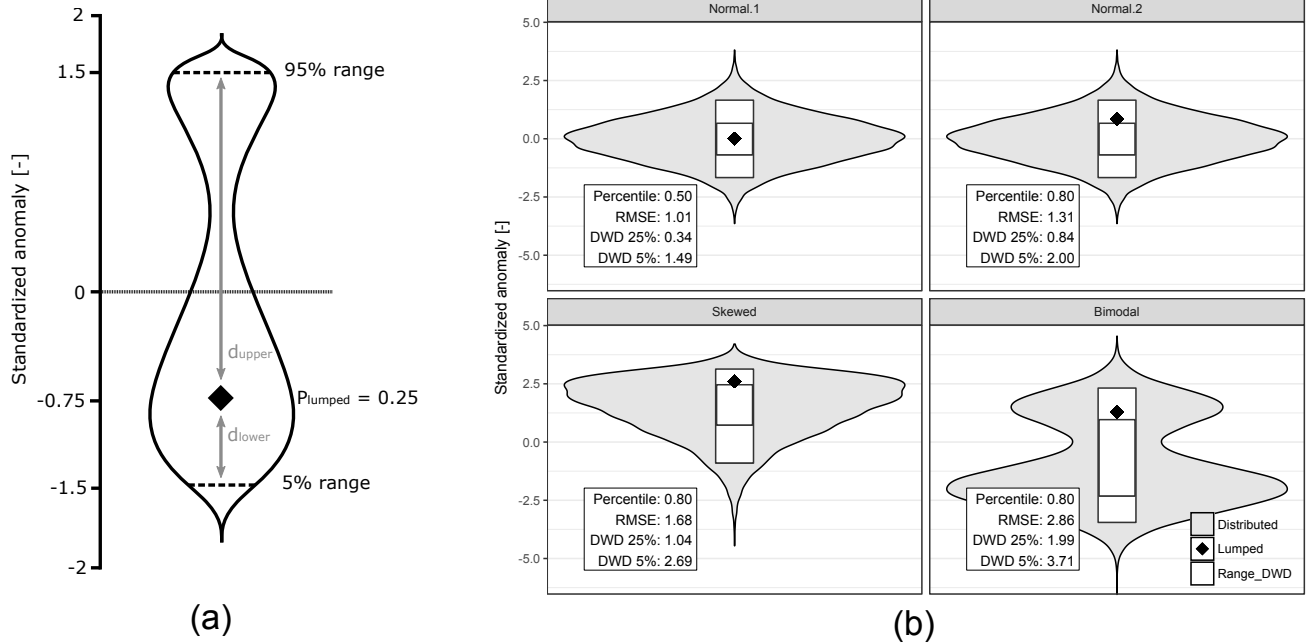 2
1.5
0
-0.75
-1.5
-2
Standardized anomaly [-]
95% range
dupper
Plumped = 0.25
dlower
5% range
(a)
Standardized anomaly [-]
Normal.1
5.0
2.5
0.0
-2.5
-5.0
Percentile: 0.50
RMSE: 1.01
DWD 25%: 0.34
DWD 5%: 1.49
Normal.2
Percentile: 0.80
RMSE: 1.31
DWD 25%: 0.84
DWD 5%: 2.00
Skewed
5.0
2.5
0.0
-2.5
-5.0
Percentile: 0.80
RMSE: 1.68
DWD 25%: 1.04
DWD 5%: 2.69
Bimodal
Percentile: 0.80
RMSE: 2.86
DWD 25%: 1.99
DWD 5%: 3.71
Distributed
Lumped
Range_DWD
(b)